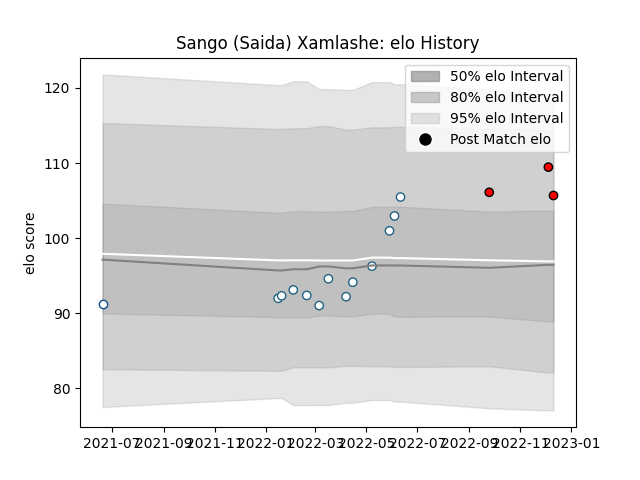 Sango (Saida) Xamlashe: elo History
50% elo Interval
80% elo Interval
95% elo Interval
Post Match elo
elo score
120
110
100
90
80
2021-07 2021-09 2021-11 2022-01 2022-03 2022-05 2022-07 2022-09 2022-11 2023-01